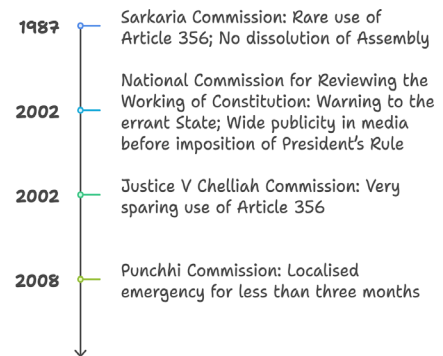 1987
Sarkaria Commission: Rare use of
Article 356; No dissolution of Assembly
2002
National Commission for Reviewing the
Working of Constitution: Warning to the
errant State; Wide publicity in media
before imposition of President's Rule
2002
Justice V Chelliah Commission: Very
sparing use of Article 356
2008
Punchhi Commission: Localised
emergency for less than three months